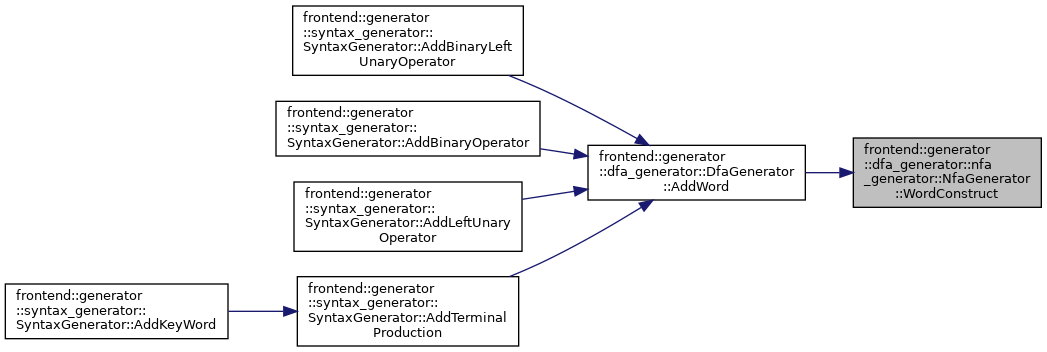 frontend::generator
::syntax_generator::
SyntaxGenerator::AddBinaryLeft
UnaryOperator
frontend::generator
::syntax_generator::
SyntaxGenerator::AddBinaryOperator
frontend::generator
::syntax_generator::
SyntaxGenerator::AddLeftUnary
Operator
frontend::generator
::syntax_generator::
SyntaxGenerator::AddKeyWord
frontend::generator
::syntax_generator::
SyntaxGenerator::AddTerminal
Production
frontend::generator
::dfa_generator::DfaGenerator
::AddWord
frontend::generator
::dfa_generator::nfa
_generator::NfaGenerator
::WordConstruct